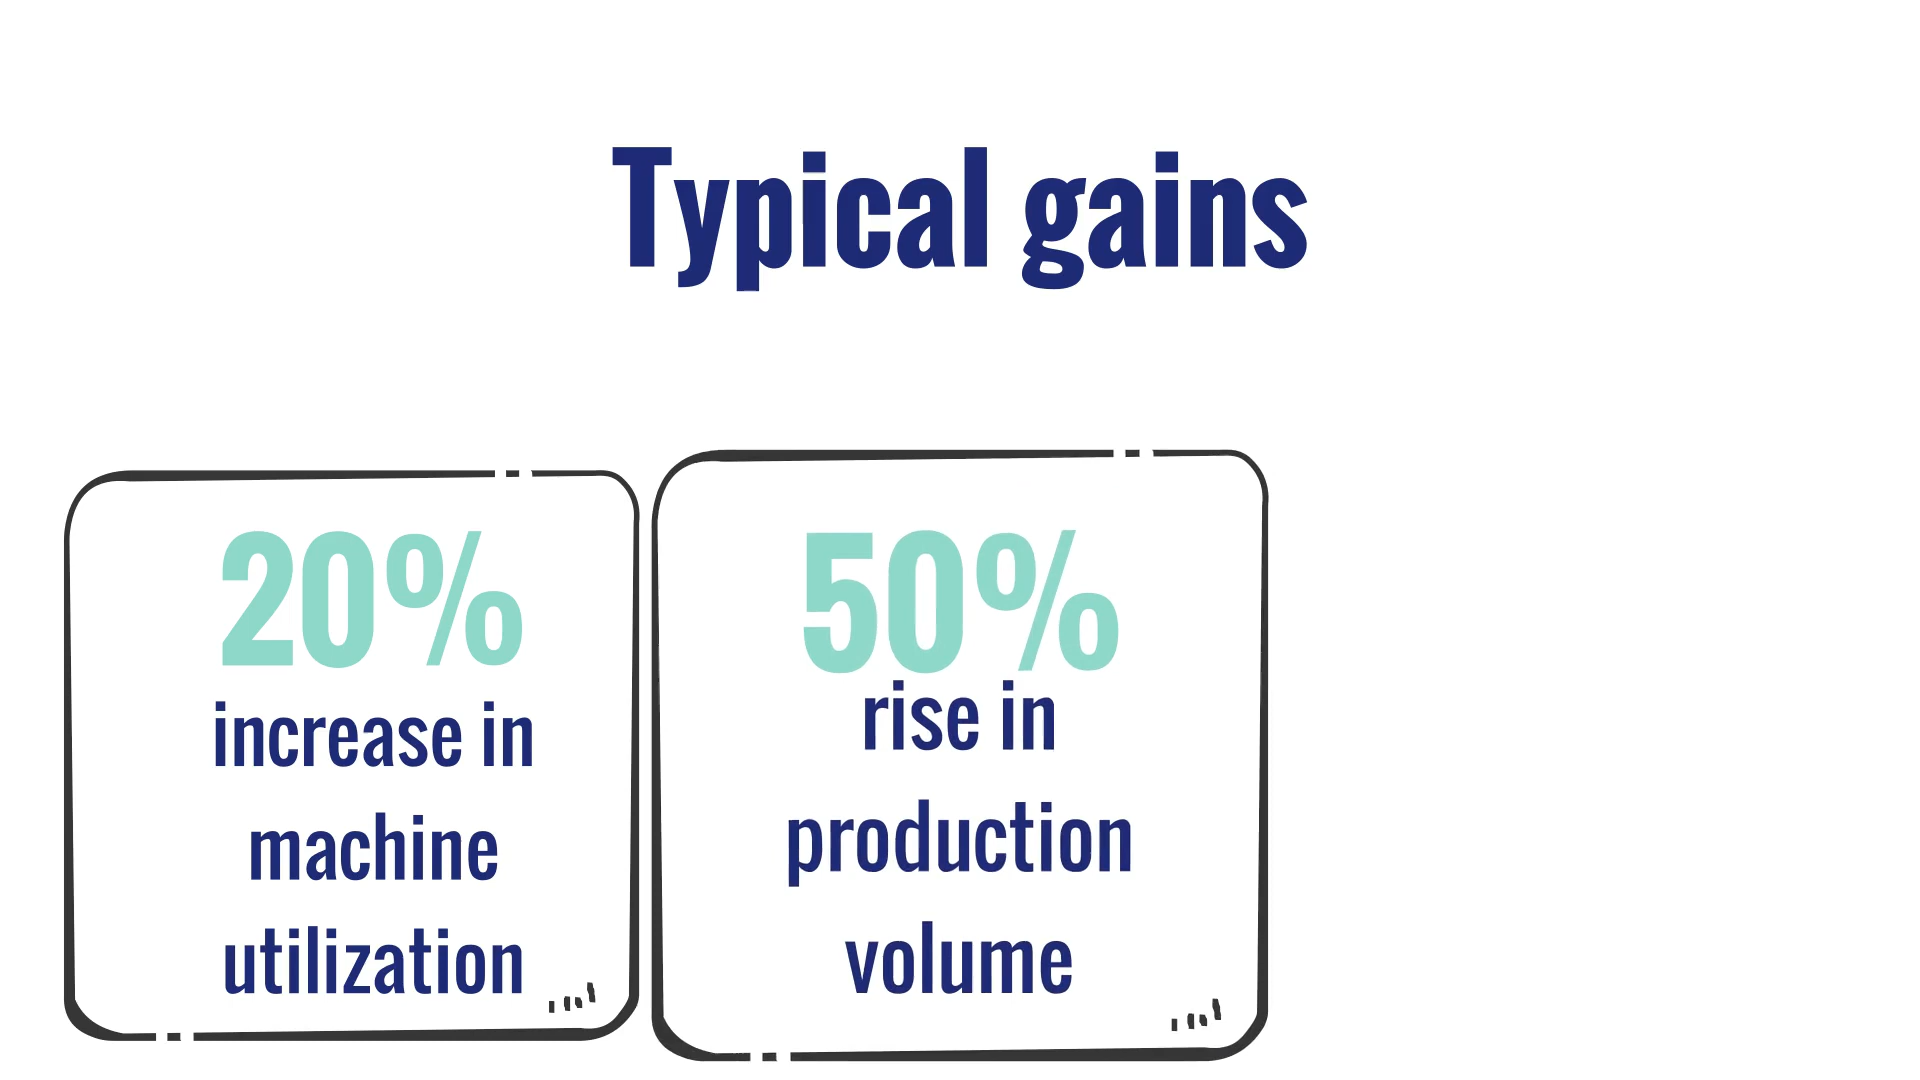 Typical gains
20%
increase in
machine
utilization
50%
rise in
production
volume